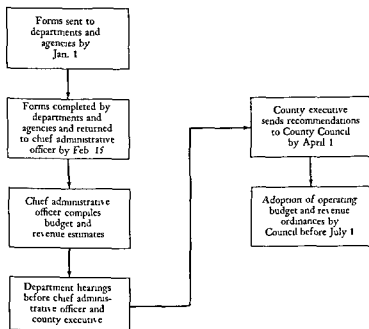 Forms sent to
departments and
agencies by
Jan. 1
Forms completed by
departments and
agencies and returned
to chief administrative
officer by Feb 15
Chief administrative
officer compiles
budget and
revenue estimates
Department hearings
before chief adminis-
trative officer and
county executive
County executive
sends recommendations
to County Council
by April 1
Adoption of operating
budget and revenue
ordinances by
Council before July 1